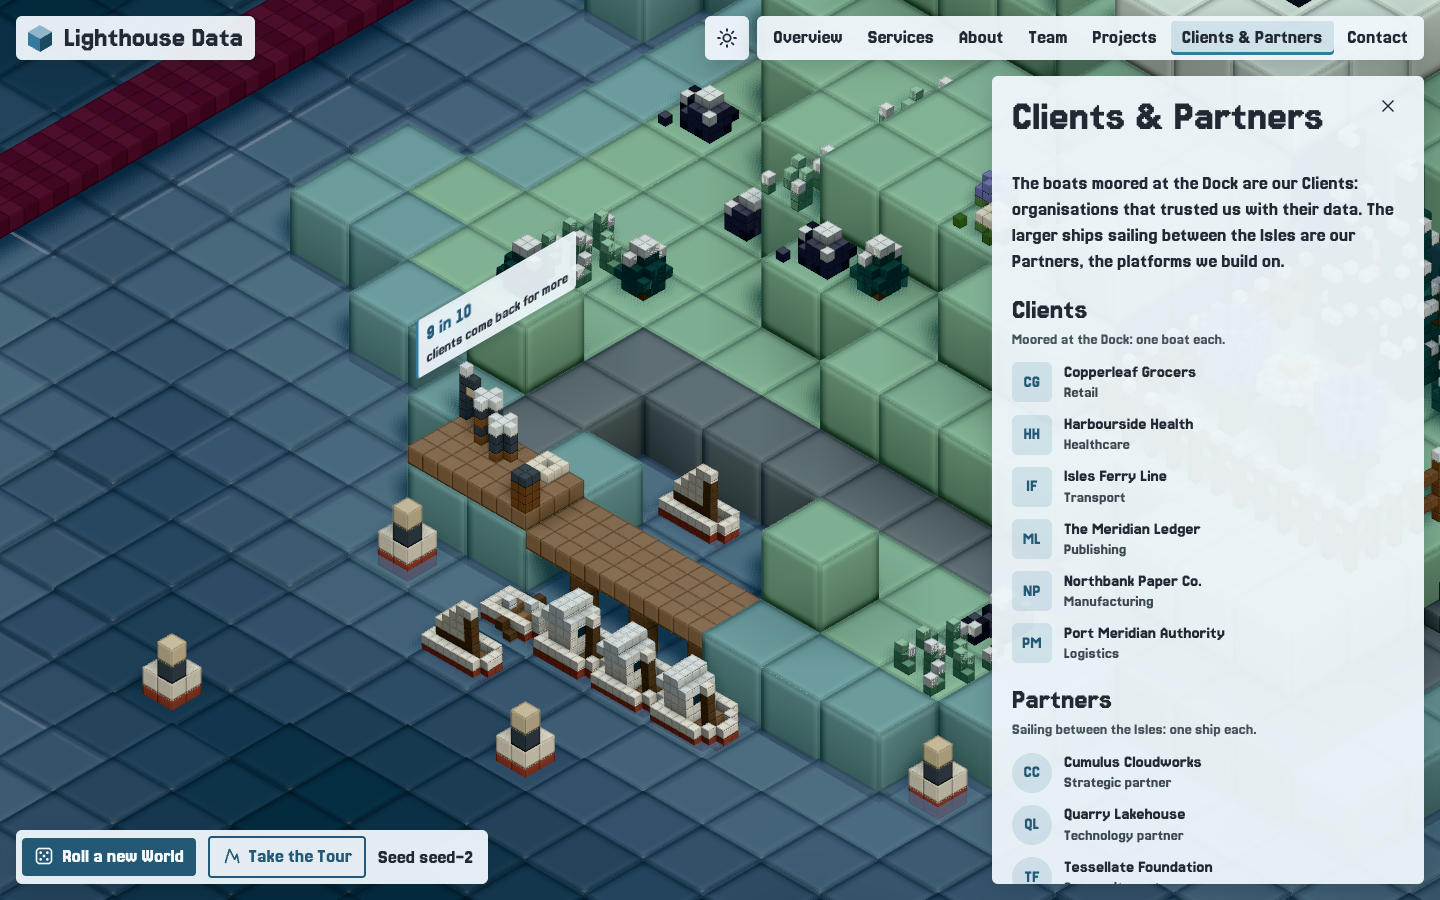 Lighthouse Data
Overview
Services
About
Team
Projects
Clients & Partners
Contact
Clients & Partners
The boats moored at the Dock are our Clients:
organisations that trusted us with their data. The
larger ships sailing between the Isles are our
Partners, the platforms we build on.
Clients
Moored at the Dock: one boat each.
CG
Copperleaf Grocers
Retail
HH
Harbourside Health
Healthcare
IF
Isles Ferry Line
Transport
ML
The Meridian Ledger
Publishing
NP
Northbank Paper Co.
Manufacturing
PM
Port Meridian Authority
Logistics
Partners
Sailing between the Isles: one ship each.
CC
Cumulus Cloudworks
Strategic partner
QL
Quarry Lakehouse
Technology partner
TF
Tessellate Foundation
9 in 10
clients come back for more
Roll a new World
Take the Tour
Seed seed-2